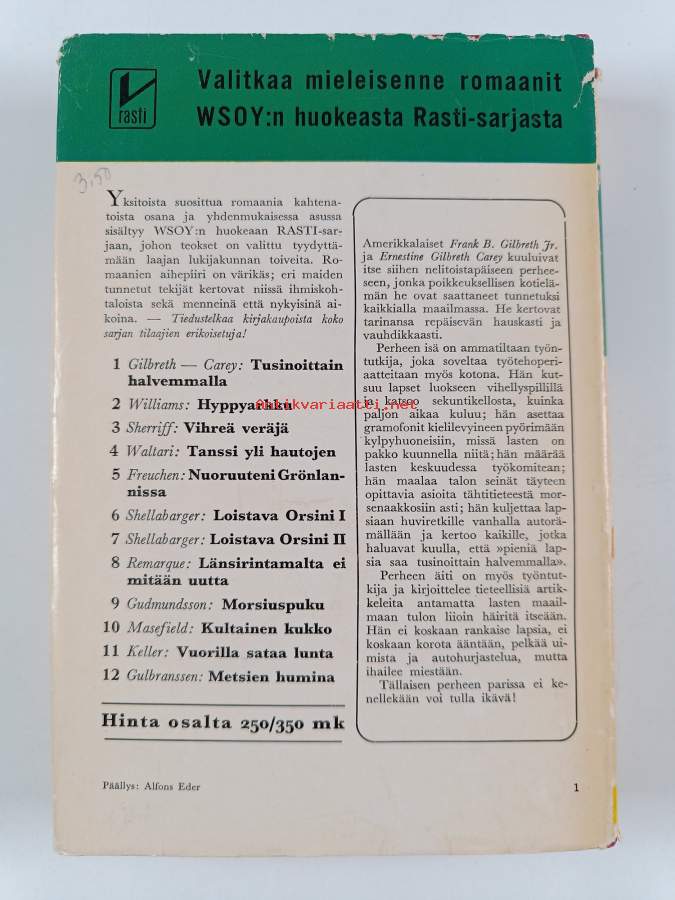 rasti
Valitkaa mieleisenne romaanit
WSOY:n huokeasta Rasti-sarjasta
3,50
Yksitoista suosittua romaania kahtena-
toista osana ja yhdenmukaisessa asussa
sisältyy WSOY:n huokeaan RASTI-sar-
jaan, johon teokset on valittu tyydyttä-
mään laajan lukijakunnan toiveita. Ro-
maanien aihepiiri on värikäs; eri maiden
tunnetut tekijät kertovat niissä ihmiskoh-
taloista sekä menneinä että nykyisinä ai-
koina. — Tiedustelkaa kirjakaupoista koko
sarjan tilaajien erikoisetuja!
1 Gilbreth — Carey: Tusinoittain
halvemmalla
2 Williams: Hyppyarkku
3 Sherriff: Vihreä veräjä
4 Waltari: Tanssi yli hautojen
5 Freuchen: Nuoruuteni Grönlan-
nissa
6 Shellabarger: Loistava Orsini I
7 Shellabarger: Loistava Orsini II
8 Remarque: Länsirintamalta ei
mitään uutta
9 Gudmundsson: Morsiuspuku
10 Masefield: Kultainen kukko
11 Keller: Vuorilla sataa lunta
12 Gulbranssen: Metsien humina
Hinta osalta 250/350 mk
Päällys: Alfons Eder
Amerikkalaiset Frank B. Gilbreth Jr.
ja Ernestine Gilbreth Carey kuuluivat
itse siihen nelitoistapäiseen perhee-
seen, jonka poikkeuksellisen kotielä-
män he ovat saattaneet tunnetuksi
kaikkialla maailmassa. He kertovat
tarinansa repäisevän hauskasti ja
vauhdikkaasti.
Perheen isä on ammatiltaan työn-
tutkija, joka soveltaa työtehoperi-
aatteitaan myös kotona. Hän kut-
suu lapset luokseen vihellyspillillä
ja katsoo sekuntikellosta, kuinka
paljon aikaa kuluu; hän asettaa
gramofonit kielilevyineen pyörimään
kylpyhuoneisiin, missä lasten on
pakko kuunnella niitä; hän määrää
lasten keskuudessa työkomitean;
hän maalaa talon seinät täyteen
opittavia asioita tähtitieteestä mor-
senaakkosiin asti; hän kuljettaa lap-
siaan huviretkille vanhalla autorä-
mällään ja kertoo kaikille, jotka
haluavat kuulla, että »pieniä lap-
sia saa tusinoittain halvemmalla».
Perheen äiti on myös työntut-
kija ja kirjoittelee tieteellisiä artik-
keleita antamatta lasten maail-
maan tulon liioin häiritä itseään.
Hän ei koskaan rankaise lapsia, ei
koskaan korota ääntään, pelkää ui-
mista ja autohurjastelua, mutta
ihailee miestään.
Tällaisen perheen parissa ei ke-
nellekään voi tulla ikävä!
1
Antikvariaatti.net